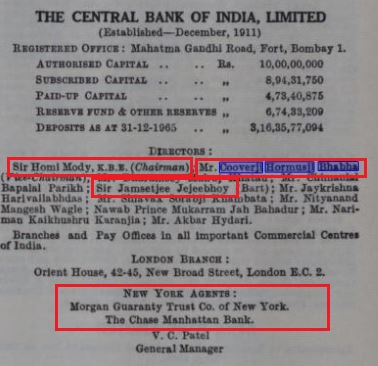 THE CENTRAL BANK OF INDIA, LIMITED
(Established—December, 1911)
REGISTERED OFFICE : Mahatma Gandhi Road, Fort, Bombay 1.
AUTHORISED CAPITAL .. .. Rs. 10,00,00,000
SUBSCRIBED CAPITAL .. .. „ 8,94,31,750
PAID-UP CAPITAL .. .. „ 4,73,40,875
RESERVE FUND & OTHER RESERVES „ 6,74,33,209
DEPOSITS AS AT 31-12-1965 .. „ 3,16,35,77,094
DIRECTORS :
Sir Homi Mody, K.B.E. (Chairman) ; Mr. Cooverji Hormusji Bhabha
(Vice-Chairman)
Bapalal Parikh ; Sir Jamsetjee Jejeebhoy (Bart) ; Mr. Jaykrishna
Harivallabhdas ; Mr. Sorabji Khambata ; Mr. Nityanand
Mangesh Wagle ; Nawab Prince Mukarram Jah Bahadur ; Mr. Nari-
man Kaikhushru Karanjia ; Mr. Akbar Hydari.
Branches and Pay Offices in all important Commercial Centres
of India.
LONDON BRANCH :
Orient House, 42-45, New Broad Street, London E.C. 2.
NEW YORK AGENTS :
Morgan Guaranty Trust Co. of New York.
The Chase Manhattan Bank.
V. C. Patel
General Manager